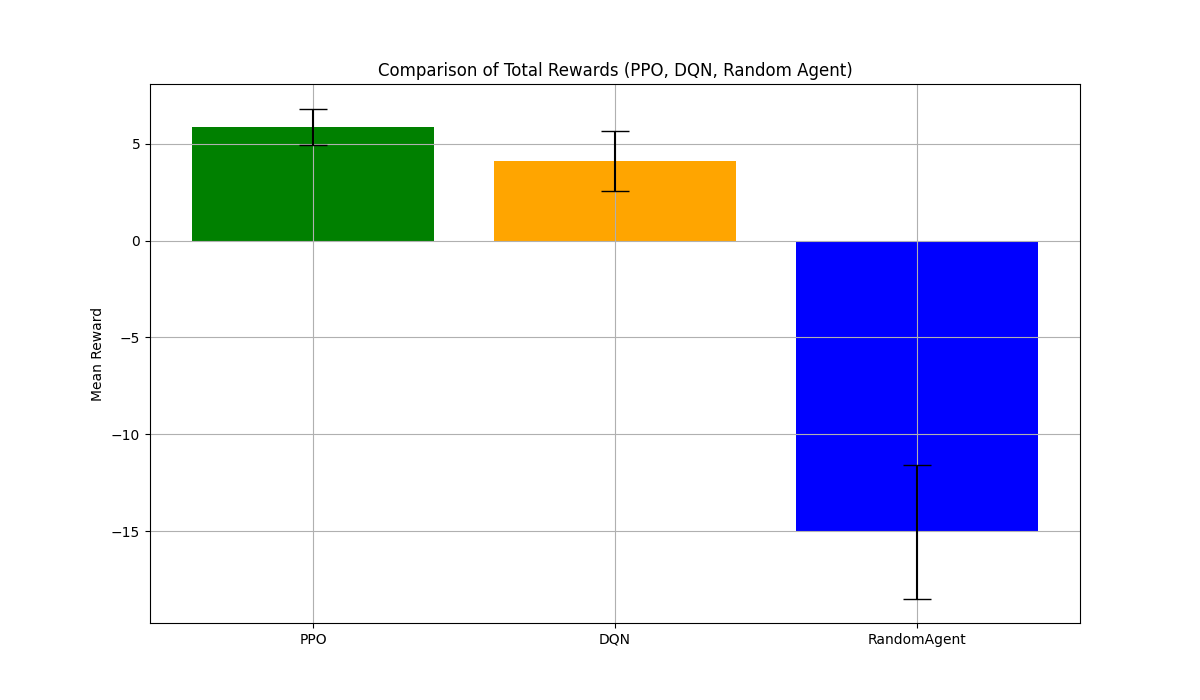 Comparison of Total Rewards (PPO, DQN, Random Agent)
Mean Reward
5
0
−5
−10
−15
PPO
DQN
RandomAgent